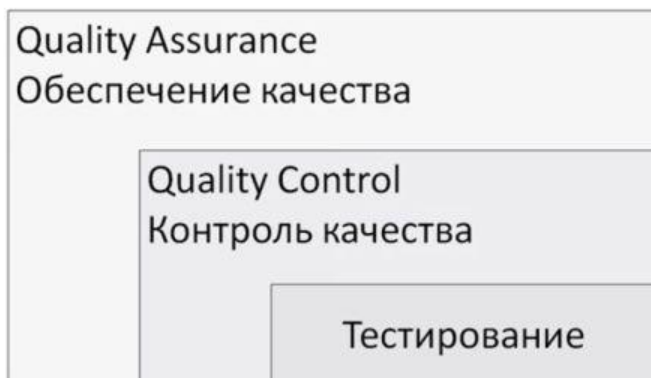 Quality Assurance
Обеспечение качества
Quality Control
Контроль качества
Тестирование